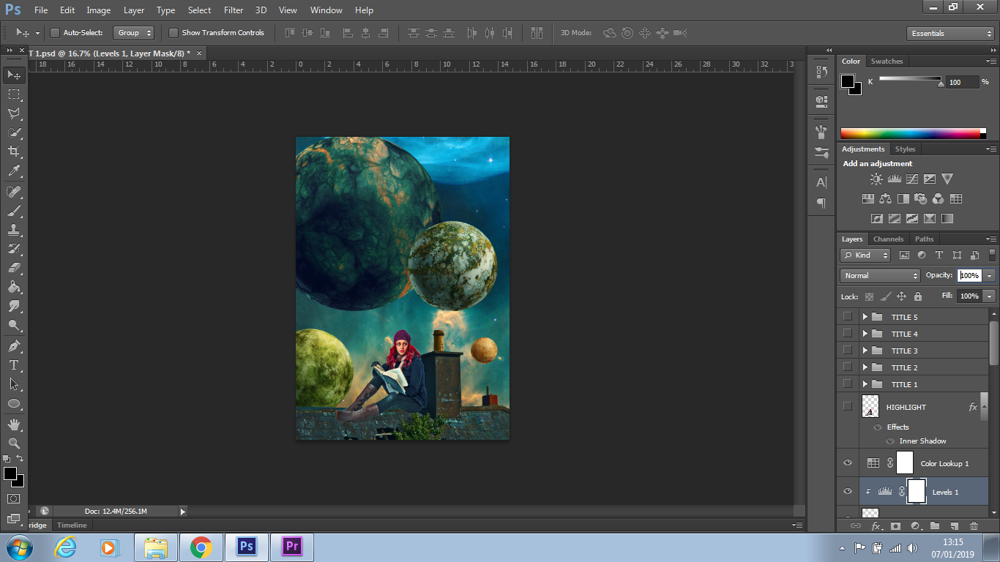 Ps File Edit Image Layer Type Select Filter 3D View Window Help
Auto-Select: Group Show Transform Controls 3D Mode: Essentials
T 1.psd @ 16.7% (Levels 1, Layer Mask/8) * ×
18 16 14 12 10 8 6 4 2 0 2 4 6 8 10 12 14 16 18 20 22 24 26 28 30 32 3
Color Swatches
K 100 %
Adjustments Styles
Add an adjustment
Layers Channels Paths
Kind
Normal Opacity: 100%
Lock: Fill: 100%
TITLE 5
TITLE 4
TITLE 3
TITLE 2
TITLE 1
HIGHLIGHT fx
Effects
Inner Shadow
Color Lookup 1
Levels 1
Doc: 12.4M/256.1M
ridge Timeline
fx
Ps Pr
13:15
07/01/2019